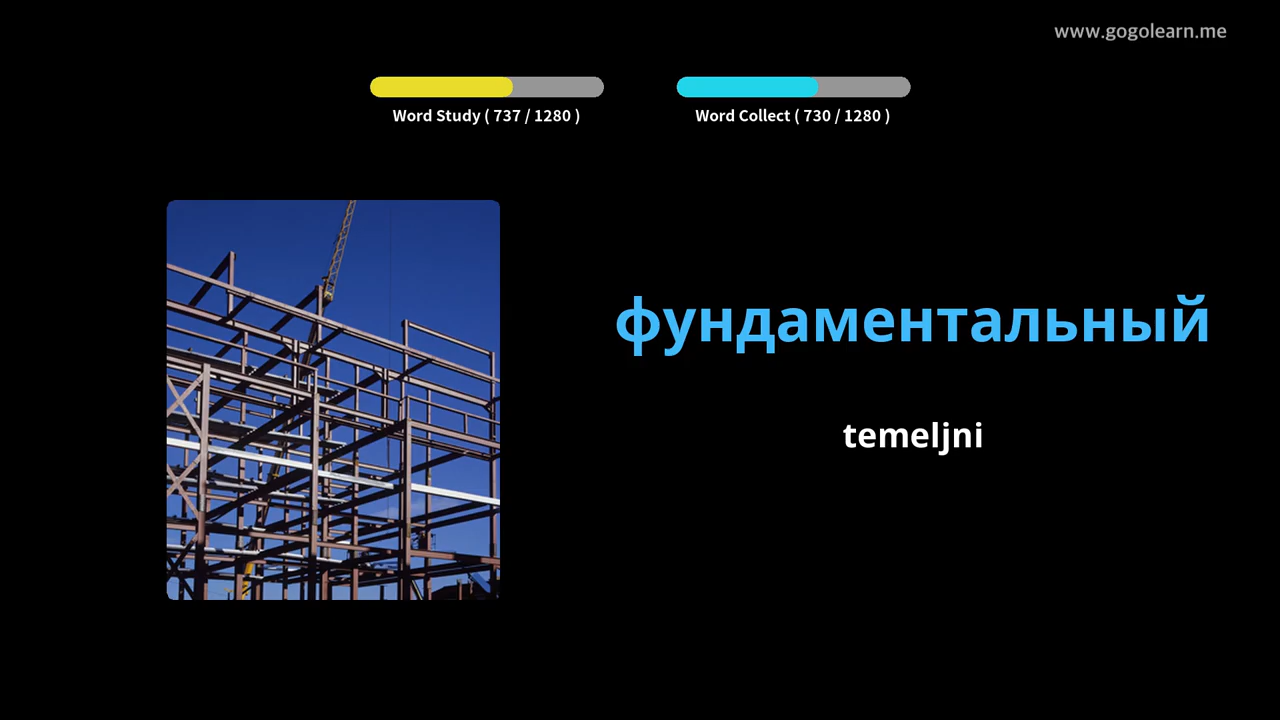 www.gogolearn.me
Word Study ( 737 / 1280 )
Word Collect ( 730 / 1280 )
фундаментальный
temeljni